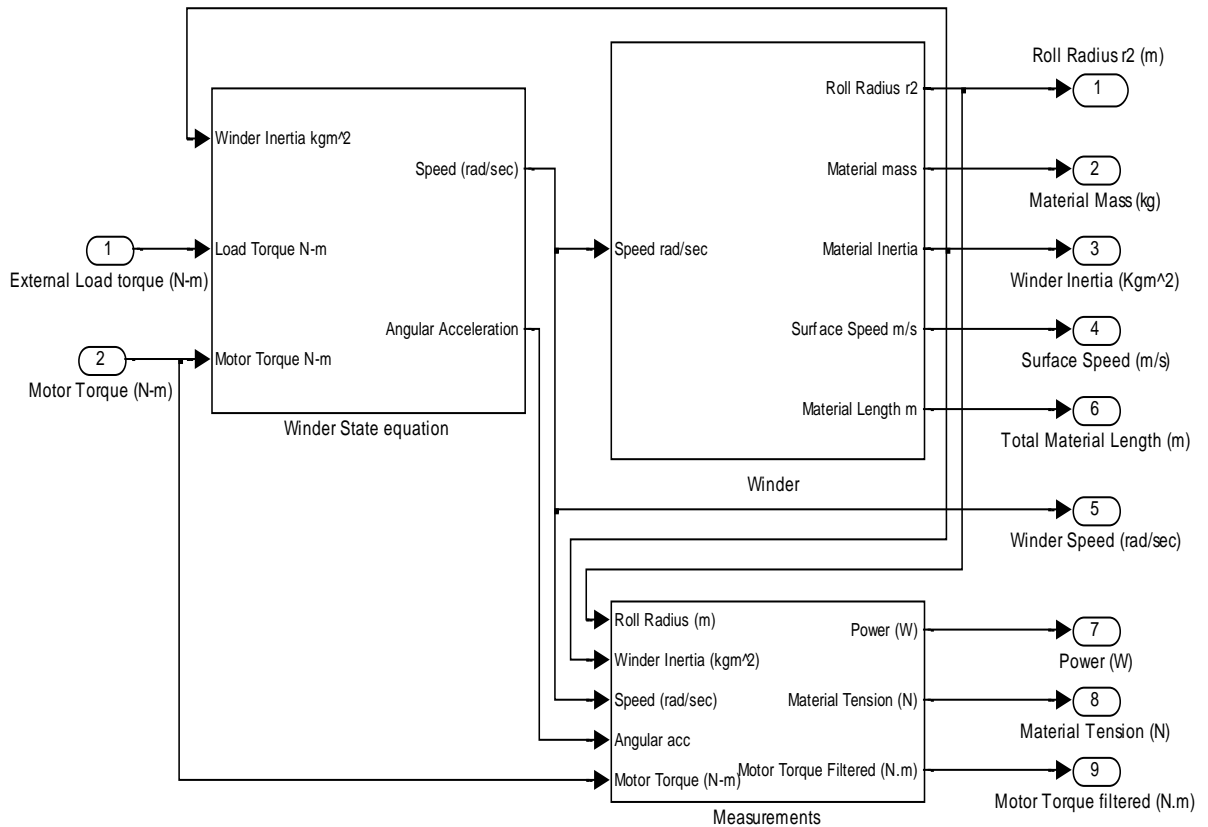 Roll Radius r2 (m)
1
Winder Inertia kgm^2
Speed (rad/sec)
1
Load Torque N-m
External Load torque (N-m)
Angular Acceleration
2
Motor Torque N-m
Motor Torque (N-m)
Winder State equation
Roll Radius r2
Material mass
Speed rad/sec
Material Inertia
Surface Speed m/s
Material Length m
Winder
2
Material Mass (kg)
3
Winder Inertia (Kgm^2)
4
Surface Speed (m/s)
6
Total Material Length (m)
5
Winder Speed (rad/sec)
Roll Radius (m)
Power (W)
Winder Inertia (kgm^2)
Speed (rad/sec)
Material Tension (N)
Angular acc
Motor Torque (N-m)
Motor Torque Filtered (N.m)
Measurements
7
Power (W)
8
Material Tension (N)
9
Motor Torque filtered (N.m)